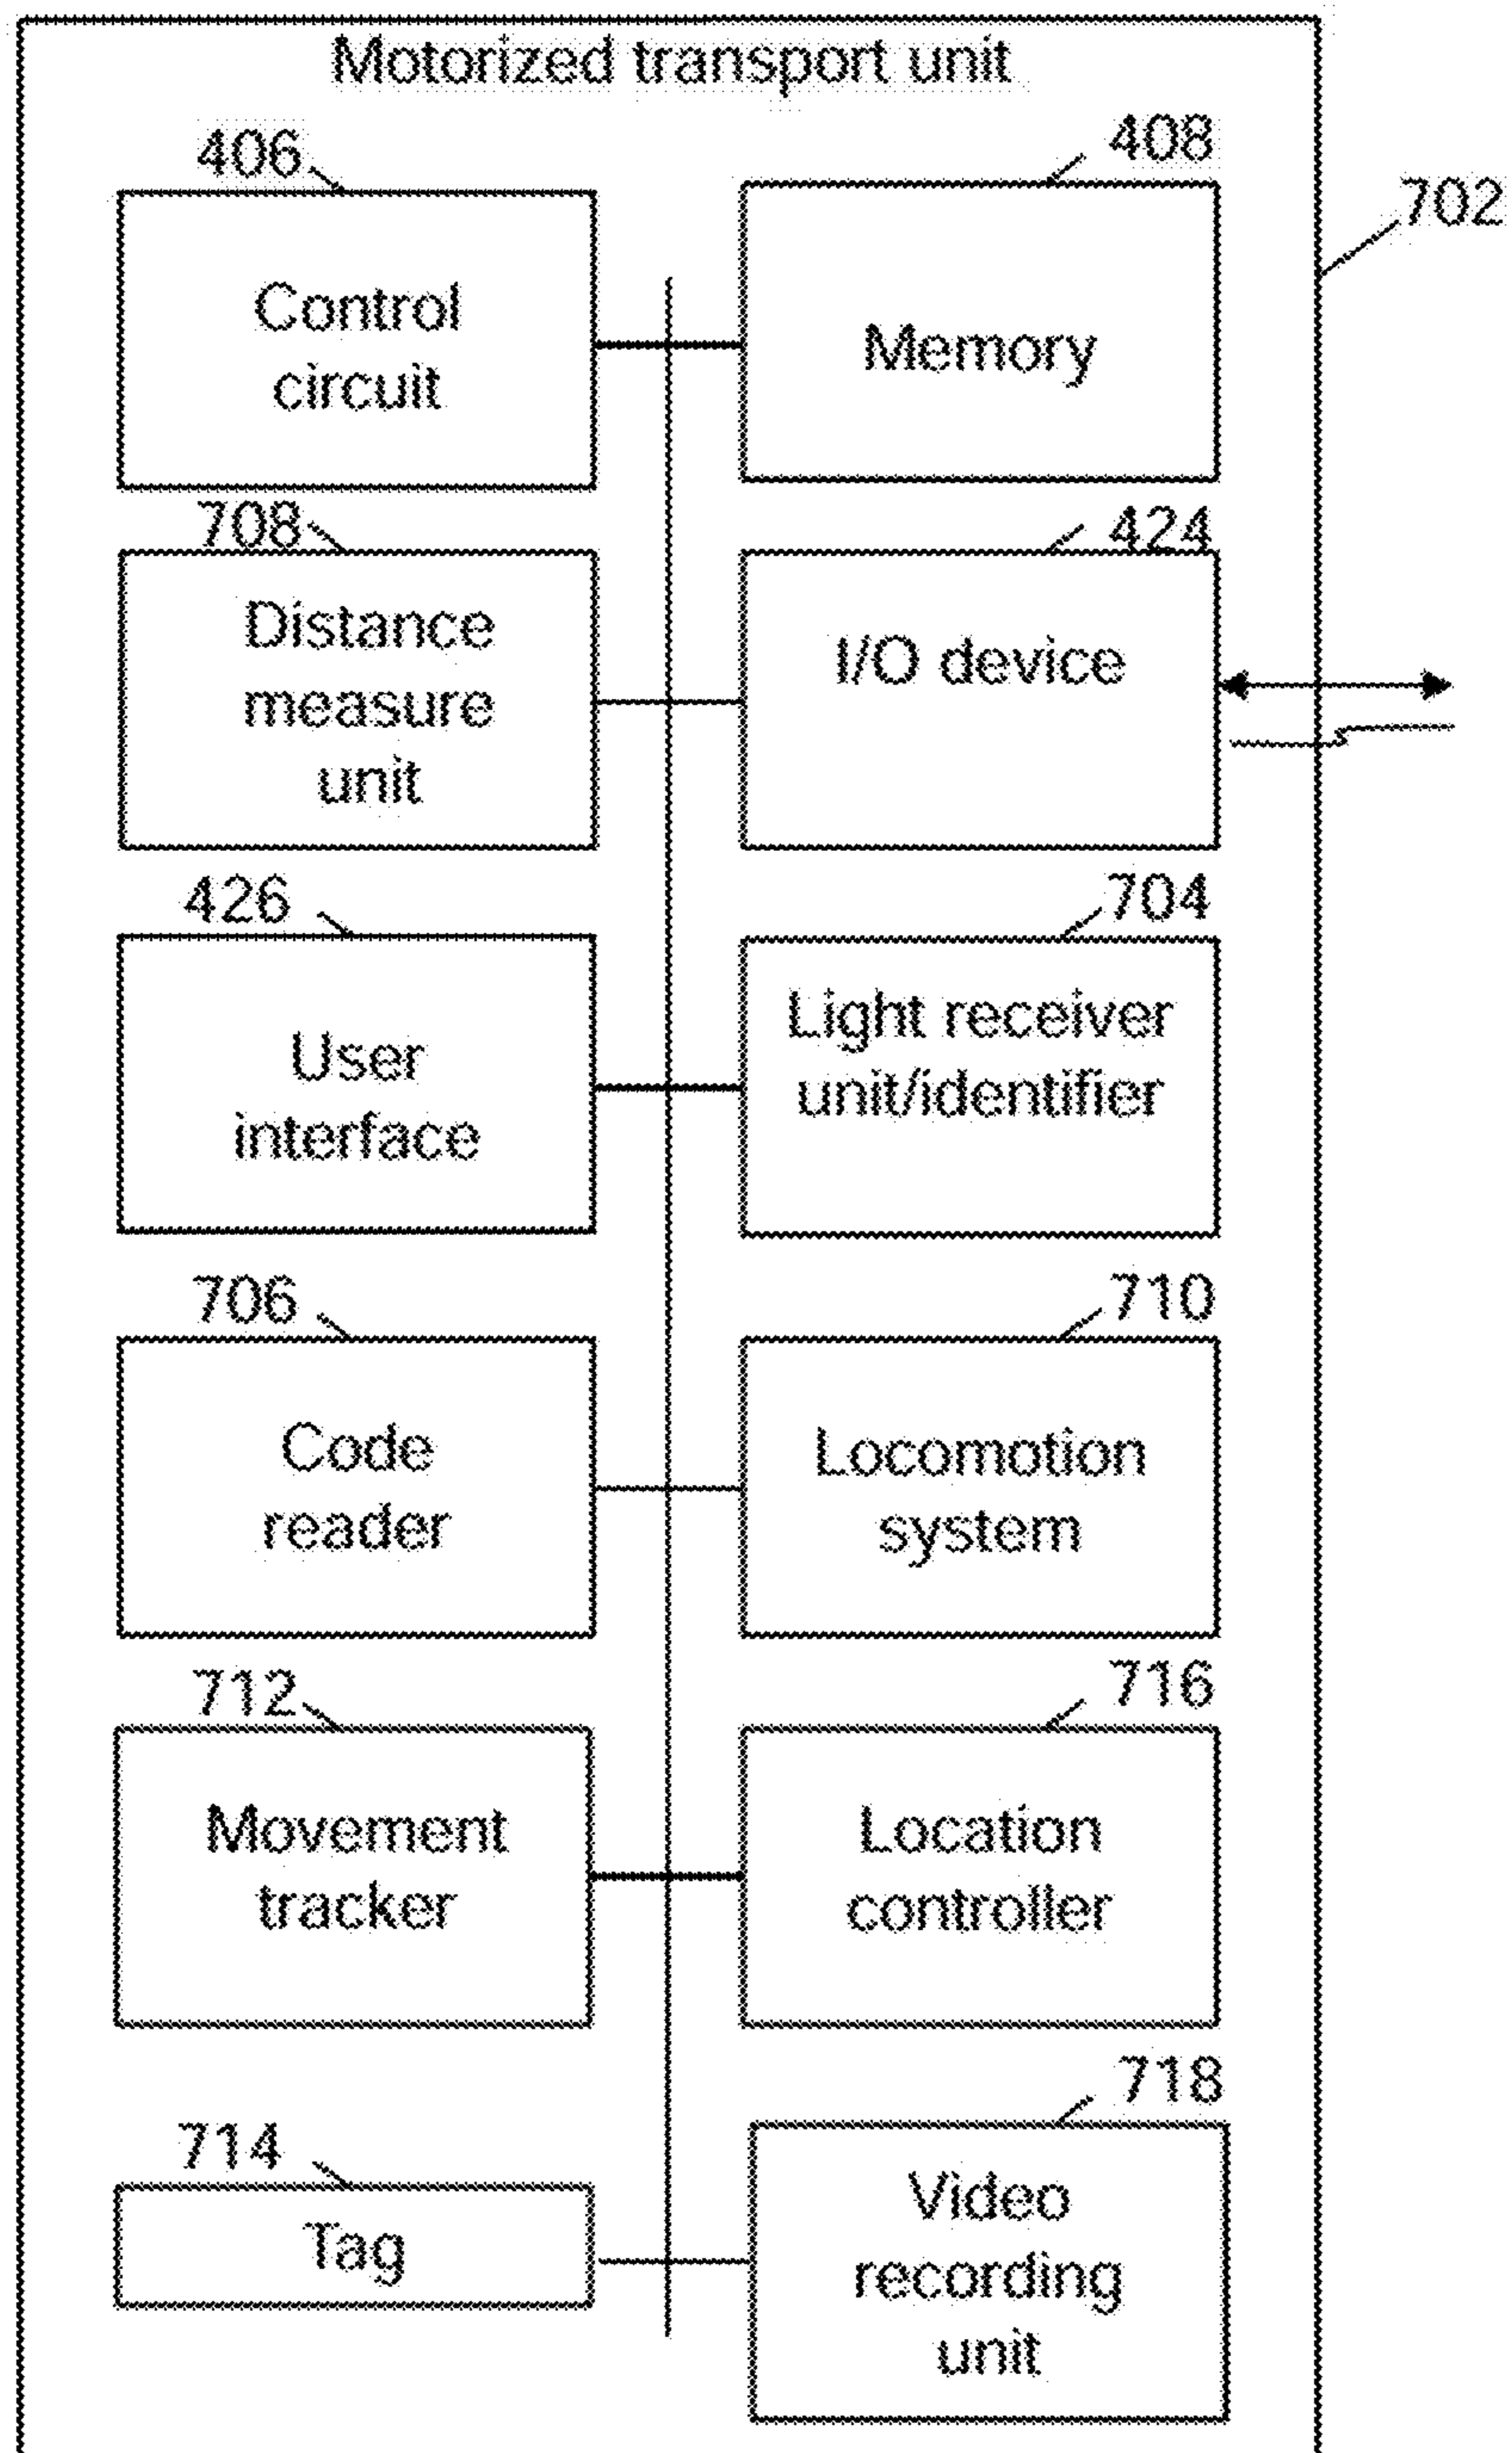 Motorized transport unit
406
408
702
Control
circuit
Memory
708
424
Distance
measure
unit
I/O device
426
704
User
interface
Light receiver
unit/identifier
706
710
Code
reader
Locomotion
system
712
716
Movement
tracker
Location
controller
714
718
Tag
Video
recording
unit